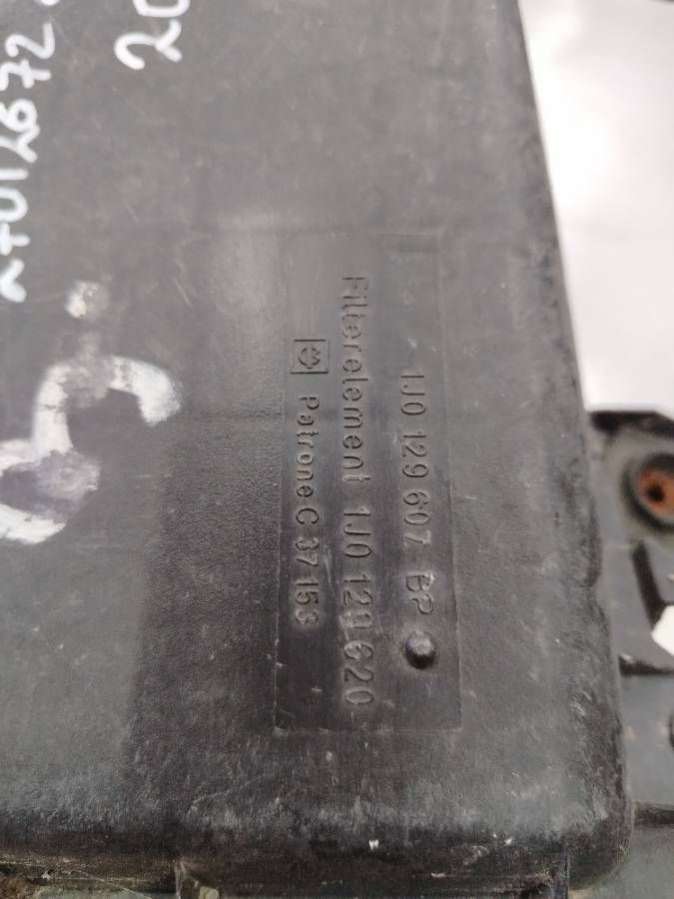 1J0 129 607 BP
Filterelement 1J0 129 620
Patrone C 37 153